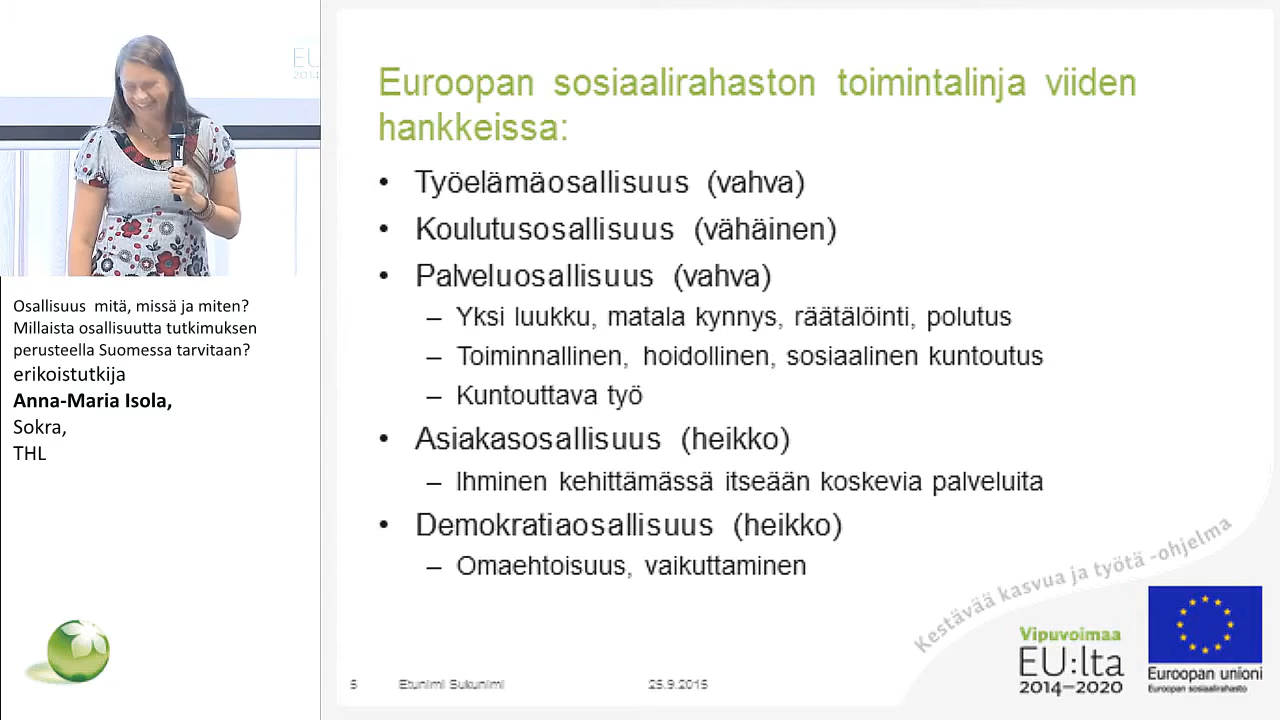 EU
2014
Osallisuus mitä, missä ja miten?
Millaista osallisuutta tutkimuksen
perusteella Suomessa tarvitaan?
erikoistutkija
Anna-Maria Isola,
Sokra,
THL
Euroopan sosiaalirahaston toimintalinja viiden
hankkeissa:
• Työelämäosallisuus (vahva)
• Koulutusosallisuus (vähäinen)
• Palveluosallisuus (vahva)
– Yksi luukku, matala kynnys, räätälöinti, polutus
– Toiminnallinen, hoidollinen, sosiaalinen kuntoutus
– Kuntouttava työ
• Asiakasosallisuus (heikko)
– Ihminen kehittämässä itseään koskevia palveluita
• Demokratiaosallisuus (heikko)
– Omaehtoisuus, vaikuttaminen
Kestävää kasvua ja työtä -ohjelma
Vipuvoimaa
EU:lta
2014–2020
Euroopan unioni
Euroopan sosiaalirahasto
5 Etunimi Sukunimi 25.9.2015